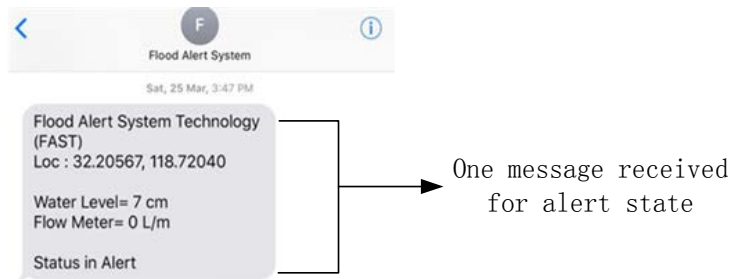 F
Flood Alert System
Sat, 25 Mar, 3:47 PM
Flood Alert System Technology
(FAST)
Loc : 32.20567, 118.72040
Water Level= 7 cm
Flow Meter= 0 L/m
Status in Alert
One message received
for alert state